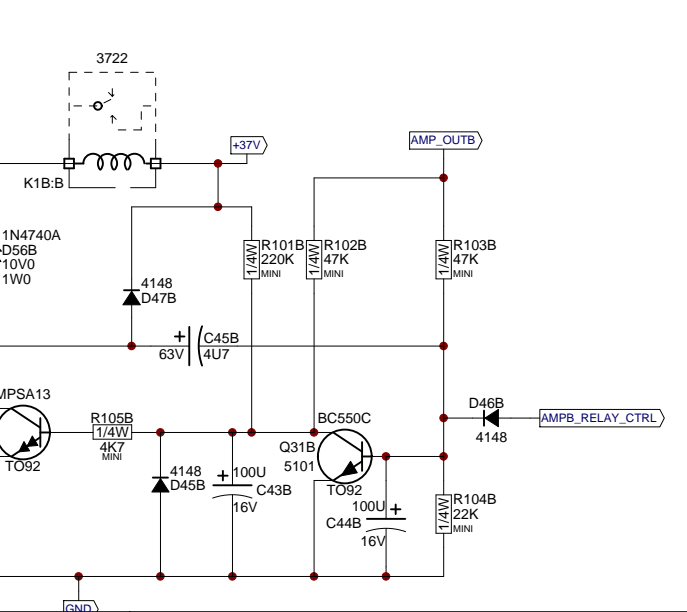 3722
+37V
AMP_OUTB
K1B:B
1N4740A
D56B
10V0
1W0
1/4W
R101B
220K
MINI
1/4W
R102B
47K
MINI
1/4W
R103B
47K
MINI
4148
D47B
+
C45B
63V
4U7
MPSA13
TO92
R105B
1/4W
4K7
MINI
4148
D45B
+
100U
C43B
16V
BC550C
Q31B
5101
TO92
D46B
4148
AMPB_RELAY_CTRL
100U
+
C44B
16V
1/4W
R104B
22K
MINI
GND